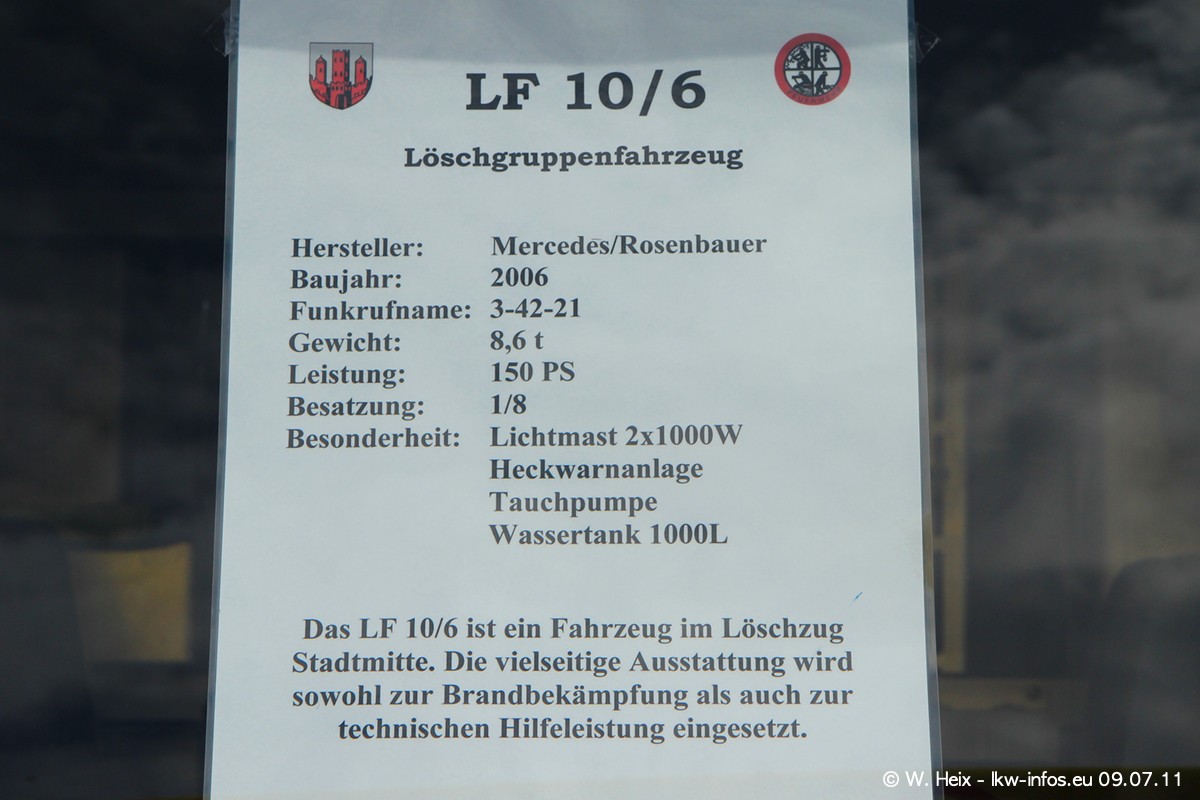 LF 10/6
Löschgruppenfahrzeug
Hersteller: Mercedes/Rosenbauer
Baujahr: 2006
Funkrufname: 3-42-21
Gewicht: 8,6 t
Leistung: 150 PS
Besatzung: 1/8
Besonderheit: Lichtmast 2x1000W
Heckwarnanlage
Tauchpumpe
Wassertank 1000L
Das LF 10/6 ist ein Fahrzeug im Löschzug
Stadtmitte. Die vielseitige Ausstattung wird
sowohl zur Brandbekämpfung als auch zur
technischen Hilfeleistung eingesetzt.
© W. Heix - lkw-infos.eu 09.07.11